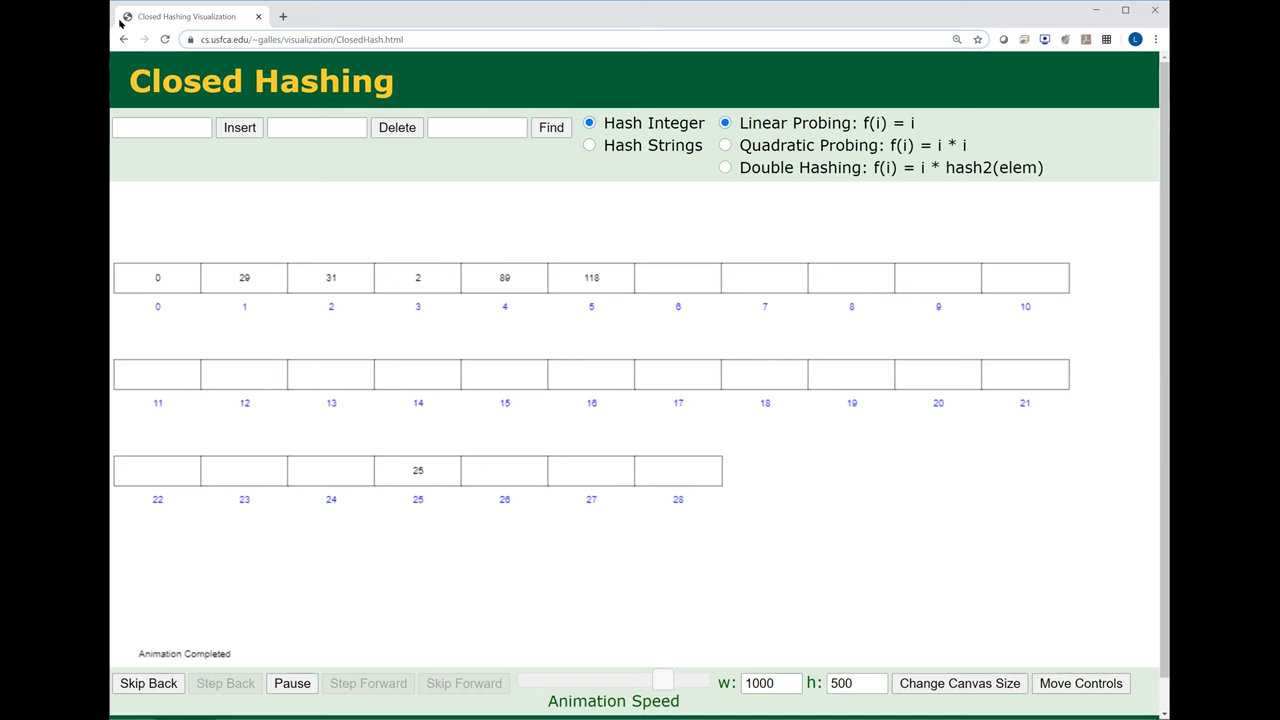 Closed Hashing Visualization
cs.usfca.edu/~galles/visualization/ClosedHash.html
L
Closed Hashing
Insert Delete Find
Hash Integer
Hash Strings
Linear Probing: f(i) = i
Quadratic Probing: f(i) = i * i
Double Hashing: f(i) = i * hash2(elem)
0 29 31 2 89 118
0 1 2 3 4 5 6 7 8 9 10
11 12 13 14 15 16 17 18 19 20 21
25
22 23 24 25 26 27 28
Animation Completed
Skip Back Step Back Pause Step Forward Skip Forward w: 1000 h: 500 Change Canvas Size Move Controls
Animation Speed